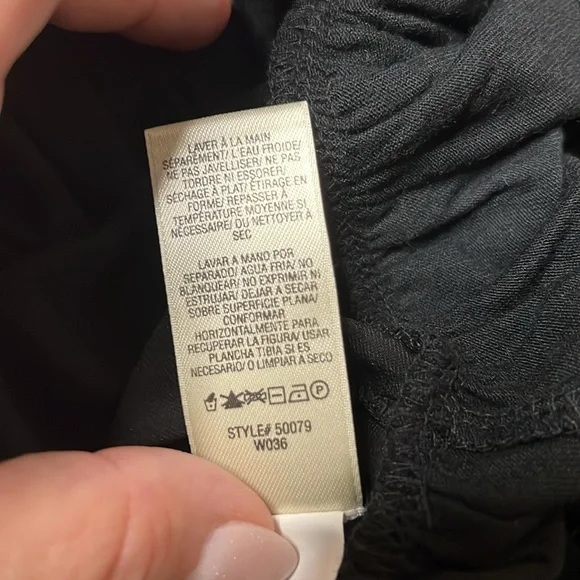 LAVER À LA MAIN
SÉPARÉMENT/ L'EAU FROIDE/
NE PAS JAVELLISER/ NE PAS
TORDRE NI ESSORER/
SÉCHAGE À PLAT/ ÉTIRAGE EN
FORME/ REPASSER À
TEMPÉRATURE MOYENNE SI
NÉCESSAIRE/ OU NETTOYER À
SEC
LAVAR A MANO POR
SEPARADO/ AGUA FRIA/ NO
BLANQUEAR/ NO EXPRIMIR NI
ESTRUJAR/ DEJAR A SECAR
SOBRE SUPERFICIE PLANA/
CONFORMAR
HORIZONTALMENTE PARA
RECUPERAR LA FIGURA/ USAR
PLANCHA TIBIA SI ES
NECESARIO/ O LIMPIAR A SECO
P
STYLE# 50079
W036